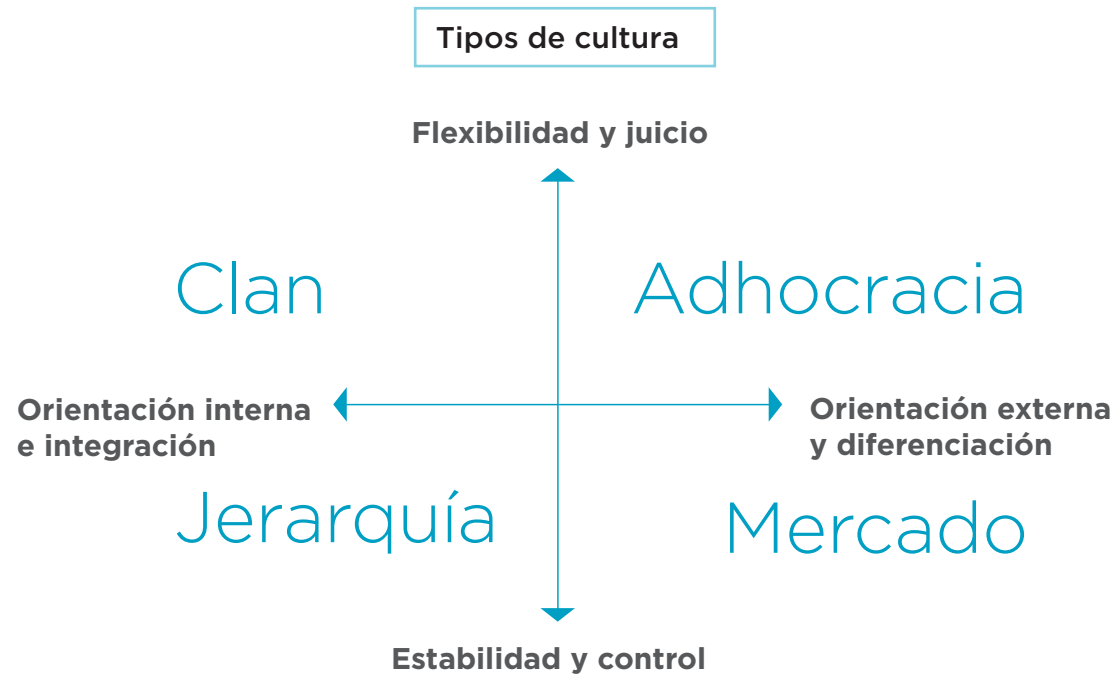 Tipos de cultura
Flexibilidad y juicio
Clan
Adhocracia
Orientación interna
e integración
Orientación externa
y diferenciación
Jerarquía
Mercado
Estabilidad y control